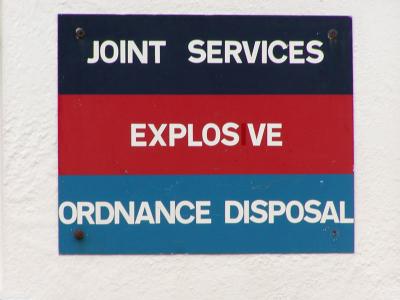 JOINT SERVICES
EXPLOSIVE
ORDNANCE DISPOSAL